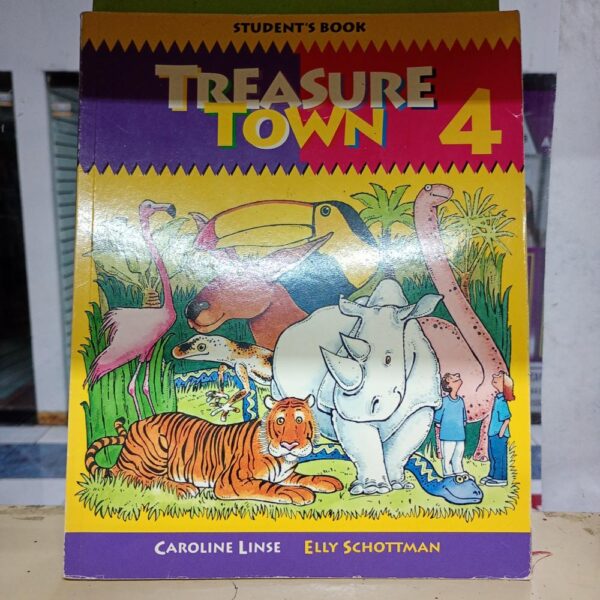 STUDENT'S BOOK
TREASURE
TOWN 4
CAROLINE LINSE ELLY SCHOTTMAN